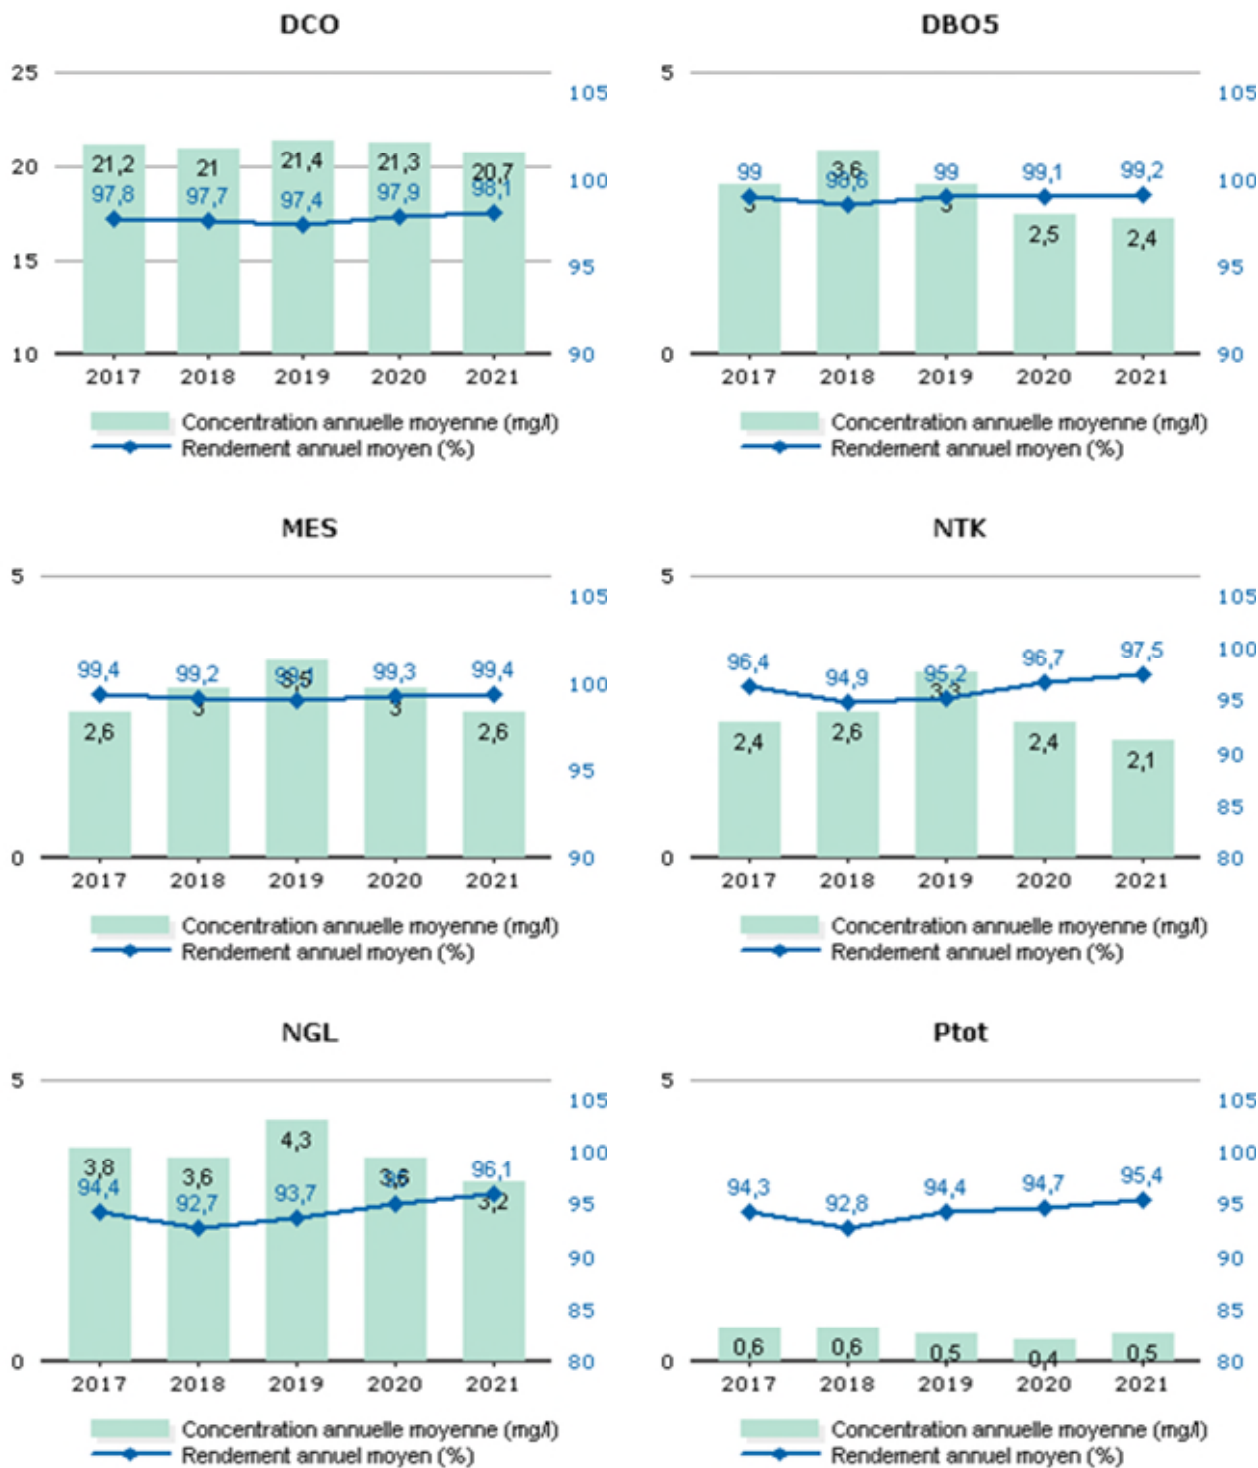 DCO
25
20
15
10
105
100
95
90
21,2 21 21,4 21,3 20,7
97,8 97,7 97,4 97,9 98,1
2017 2018 2019 2020 2021
Concentration annuelle moyenne (mg/l)
Rendement annuel moyen (%)
DBO5
5
0
105
100
95
90
99 98,6 99 99,1 99,2
3 3,6 3 2,5 2,4
2017 2018 2019 2020 2021
Concentration annuelle moyenne (mg/l)
Rendement annuel moyen (%)
MES
5
0
105
100
95
90
99,4 99,2 99,1 99,3 99,4
2,6 3 3,5 3 2,6
2017 2018 2019 2020 2021
Concentration annuelle moyenne (mg/l)
Rendement annuel moyen (%)
NTK
5
0
105
100
95
90
85
80
96,4 94,9 95,2 96,7 97,5
2,4 2,6 3,3 2,4 2,1
2017 2018 2019 2020 2021
Concentration annuelle moyenne (mg/l)
Rendement annuel moyen (%)
NGL
5
0
105
100
95
90
85
80
3,8 3,6 4,3 3,6 3,2
94,4 92,7 93,7 95 96,1
2017 2018 2019 2020 2021
Concentration annuelle moyenne (mg/l)
Rendement annuel moyen (%)
Ptot
5
0
105
100
95
90
85
80
94,3 92,8 94,4 94,7 95,4
0,6 0,6 0,5 0,4 0,5
2017 2018 2019 2020 2021
Concentration annuelle moyenne (mg/l)
Rendement annuel moyen (%)